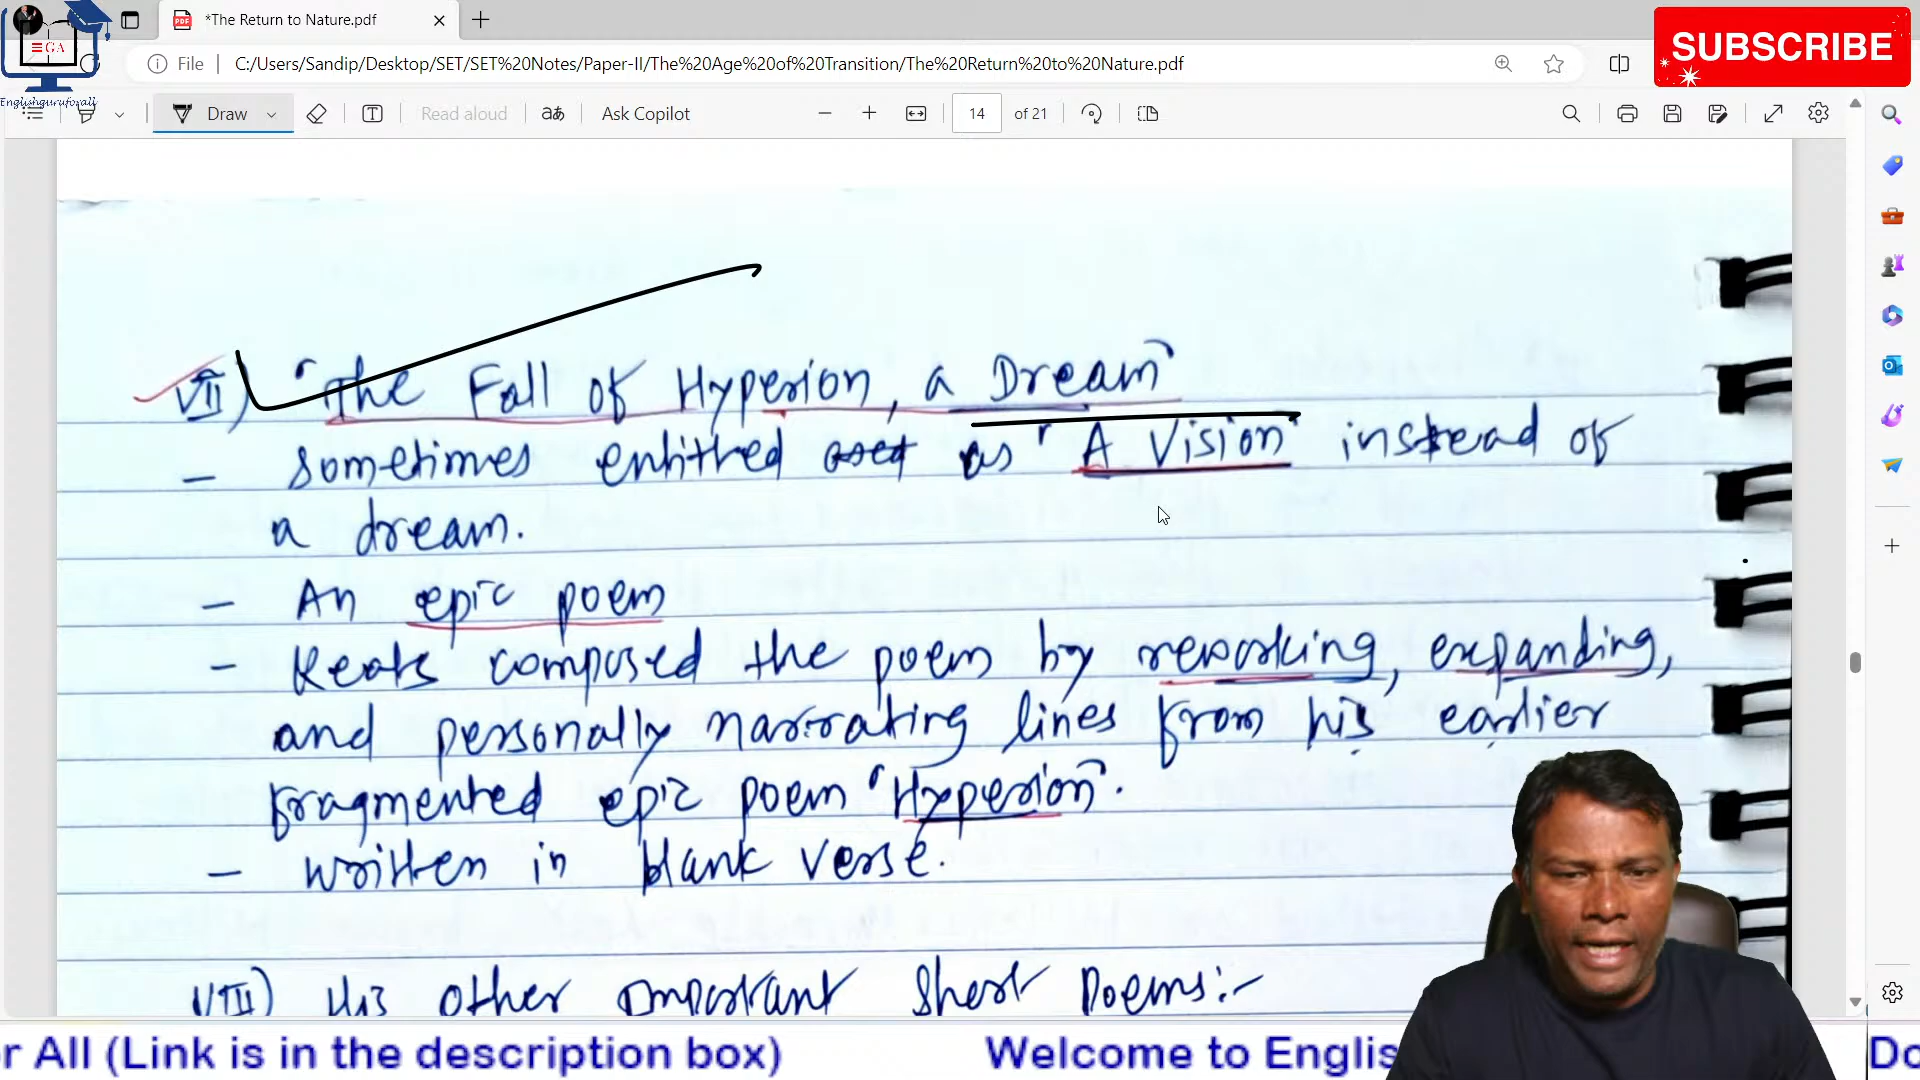 *The Return to Nature.pdf
SUBSCRIBE
GA
Englishguruforall
File
C:/Users/Sandip/Desktop/SET/SET%20Notes/Paper-II/The%20Age%20of%20Transition/The%20Return%20to%20Nature.pdf
Draw
Read aloud
Ask Copilot
14
of 21
VII) "The Fall of Hyperion, a Dream"
- Sometimes entitled as "A Vision" instead of
a dream.
- An epic poem
- Keats composed the poem by reworking, expanding,
and personally narrating lines from his earlier
fragmented epic poem "Hyperion".
- written in blank verse.
VIII) His other important short Poems:-
r All (Link is in the description box)
Welcome to Englis
Do